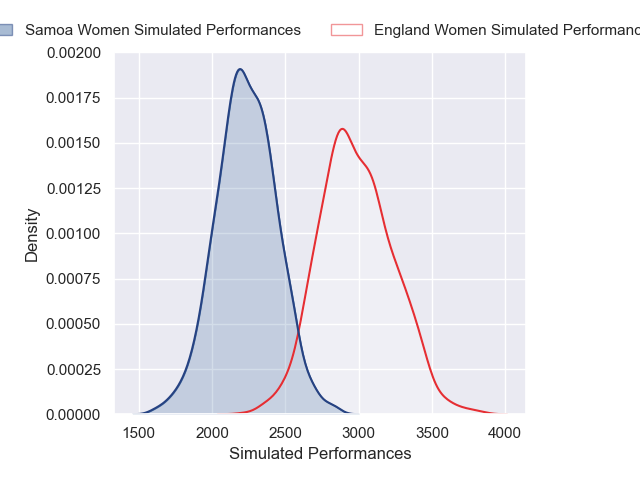 Samoa Women Simulated Performances England Women Simulated Performanc
0.00200
0.00175
0.00150
0.00125
0.00100
0.00075
0.00050
0.00025
0.00000
Density
1500 2000 2500 3000 3500 4000
Simulated Performances